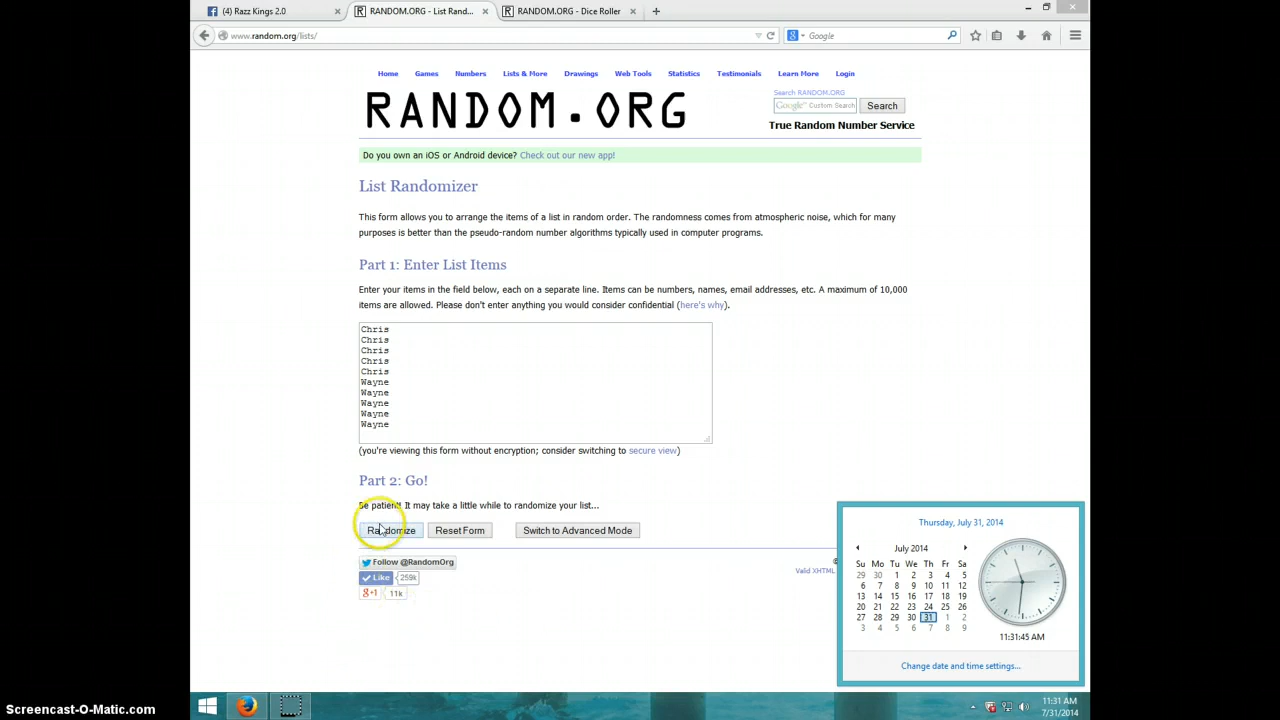 (4) Razz Kings 2.0
RANDOM.ORG - List Rand...
RANDOM.ORG - Dice Roller
www.random.org/lists/
Google
Home Games Numbers Lists & More Drawings Web Tools Statistics Testimonials Learn More Login
RANDOM.ORG
Search RANDOM.ORG
Google™ Custom Search Search
True Random Number Service
Do you own an iOS or Android device? Check out our new app!
List Randomizer
This form allows you to arrange the items of a list in random order. The randomness comes from atmospheric noise, which for many
purposes is better than the pseudo-random number algorithms typically used in computer programs.
Part 1: Enter List Items
Enter your items in the field below, each on a separate line. Items can be numbers, names, email addresses, etc. A maximum of 10,000
items are allowed. Please don't enter anything you would consider confidential (here's why).
Chris
Chris
Chris
Chris
Chris
Wayne
Wayne
Wayne
Wayne
Wayne
(you're viewing this form without encryption; consider switching to secure view)
Part 2: Go!
Be patient! It may take a little while to randomize your list...
Randomize Reset Form Switch to Advanced Mode
Follow @RandomOrg
Like 259k
+1 11k
Valid XHTML
Thursday, July 31, 2014
July 2014
Su Mo Tu We Th Fr Sa
29 30 1 2 3 4 5
6 7 8 9 10 11 12
13 14 15 16 17 18 19
20 21 22 23 24 25 26
27 28 29 30 31 1 2
3 4 5 6 7 8 9
11:31:45 AM
Change date and time settings...
11:31 AM
7/31/2014
Screencast-O-Matic.com